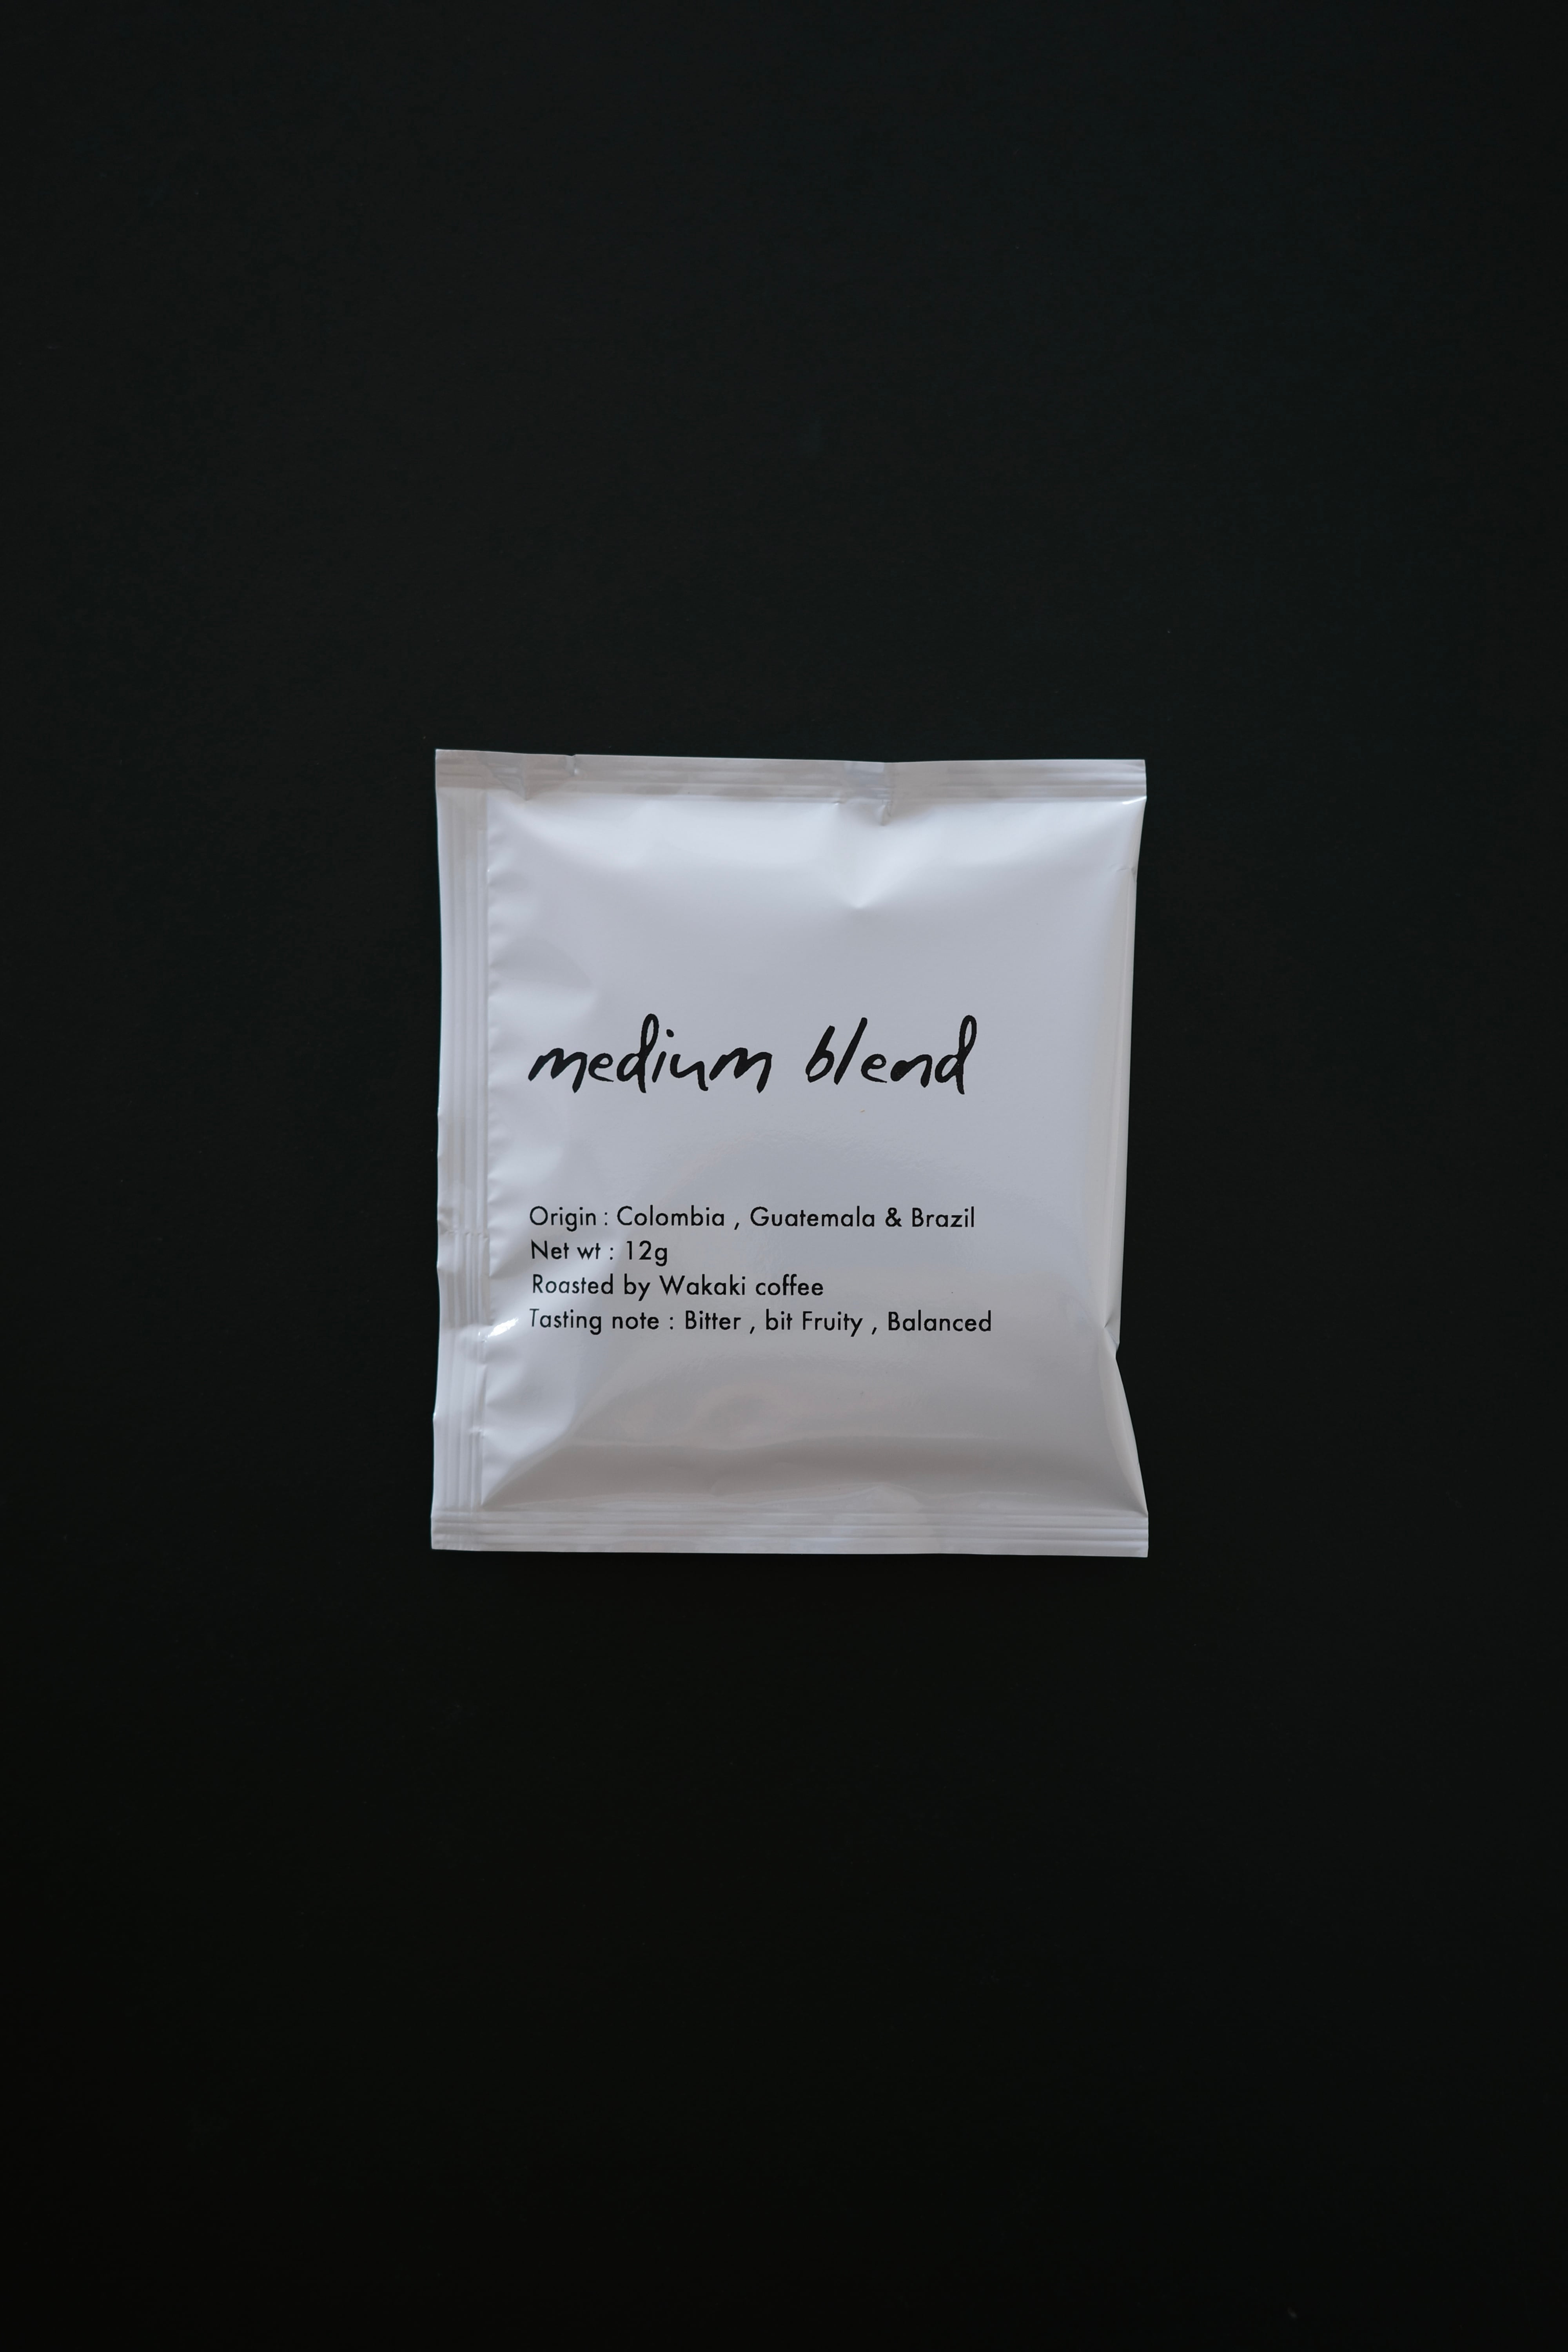 medium blend
Origin : Colombia , Guatemala & Brazil
Net wt : 12g
Roasted by Wakaki coffee
Tasting note : Bitter , bit Fruity , Balanced